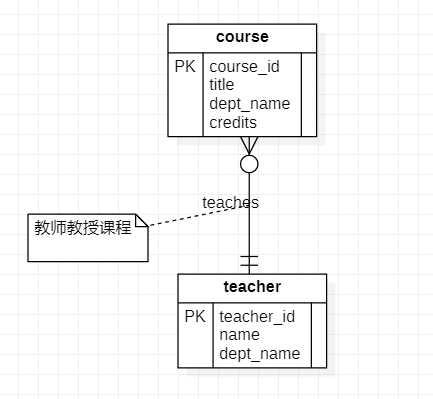 course
PK course_id
title
dept_name
credits
teaches
教师教授课程
teacher
PK teacher_id
name
dept_name